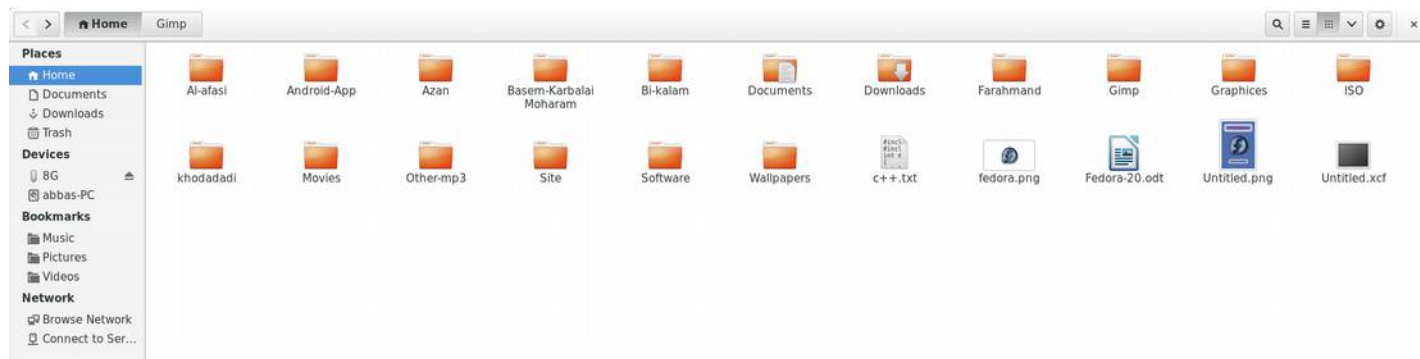 Home Gimp
Places
Home
Documents
Downloads
Trash
Devices
8G
abbas-PC
Bookmarks
Music
Pictures
Videos
Network
Browse Network
Connect to Ser...
Al-afasi Android-App Azan Basem-Karbalai Bi-kalam Documents Downloads Farahmand Gimp Graphices ISO
Moharam
khodadadi Movies Other-mp3 Site Software Wallpapers c++.txt fedora.png Fedora-20.odt Untitled.png Untitled.xcf